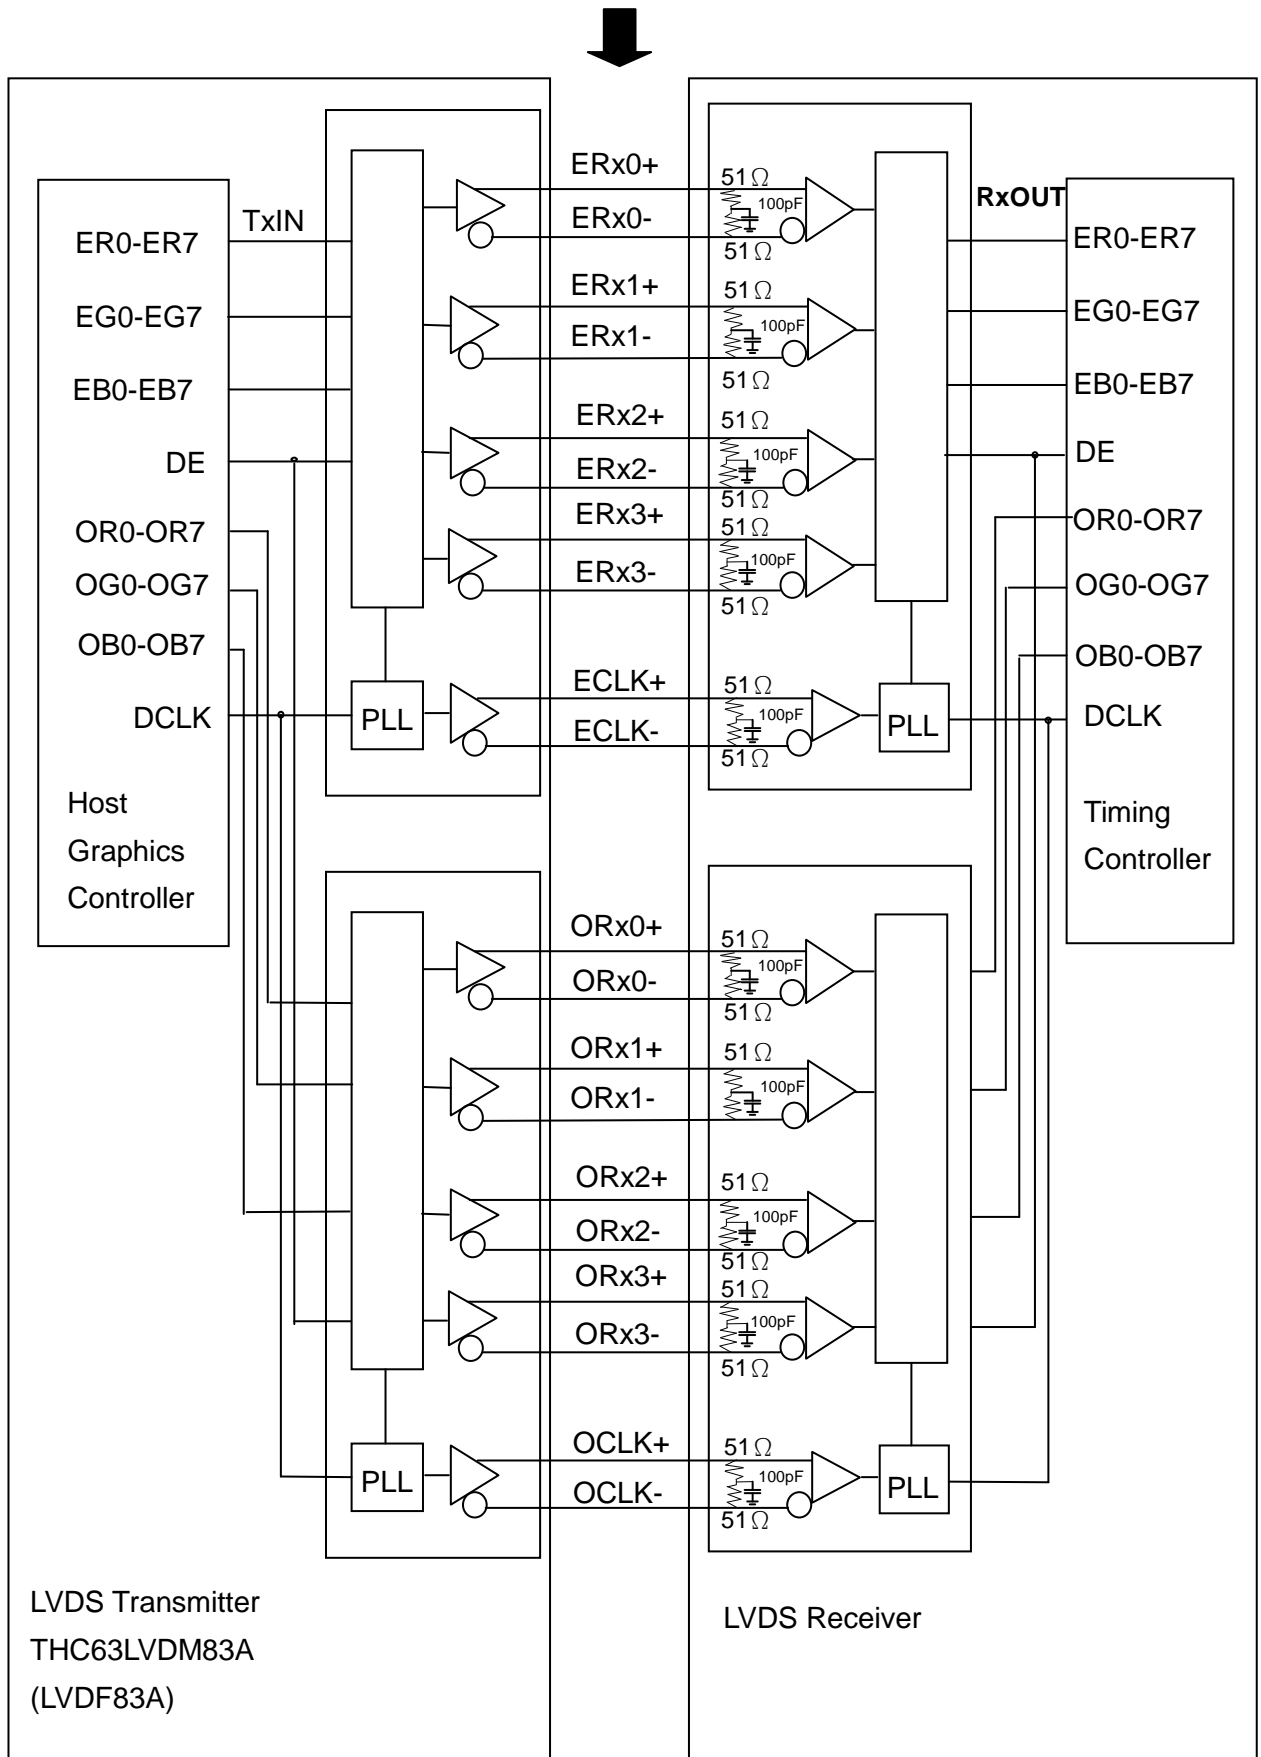 ERx0+
51Ω
100pF
RxOUT
TxIN
ERx0-
ER0-ER7
51Ω
ER0-ER7
ERx1+
51Ω
EG0-EG7
100pF
EG0-EG7
ERx1-
51Ω
EB0-EB7
EB0-EB7
ERx2+
51Ω
DE
100pF
DE
ERx2-
51Ω
ERx3+
51Ω
OR0-OR7
OR0-OR7
100pF
ERx3-
OG0-OG7
OG0-OG7
51Ω
OB0-OB7
OB0-OB7
ECLK+
51Ω
DCLK
PLL
100pF
PLL
DCLK
ECLK-
51Ω
Host
Graphics
Controller
Timing
Controller
ORx0+
51Ω
100pF
ORx0-
51Ω
ORx1+
51Ω
100pF
ORx1-
ORx2+
51Ω
100pF
ORx2-
51Ω
ORx3+
51Ω
100pF
ORx3-
51Ω
OCLK+
51Ω
PLL
100pF
PLL
OCLK-
51Ω
LVDS Transmitter
THC63LVDM83A
(LVDF83A)
LVDS Receiver